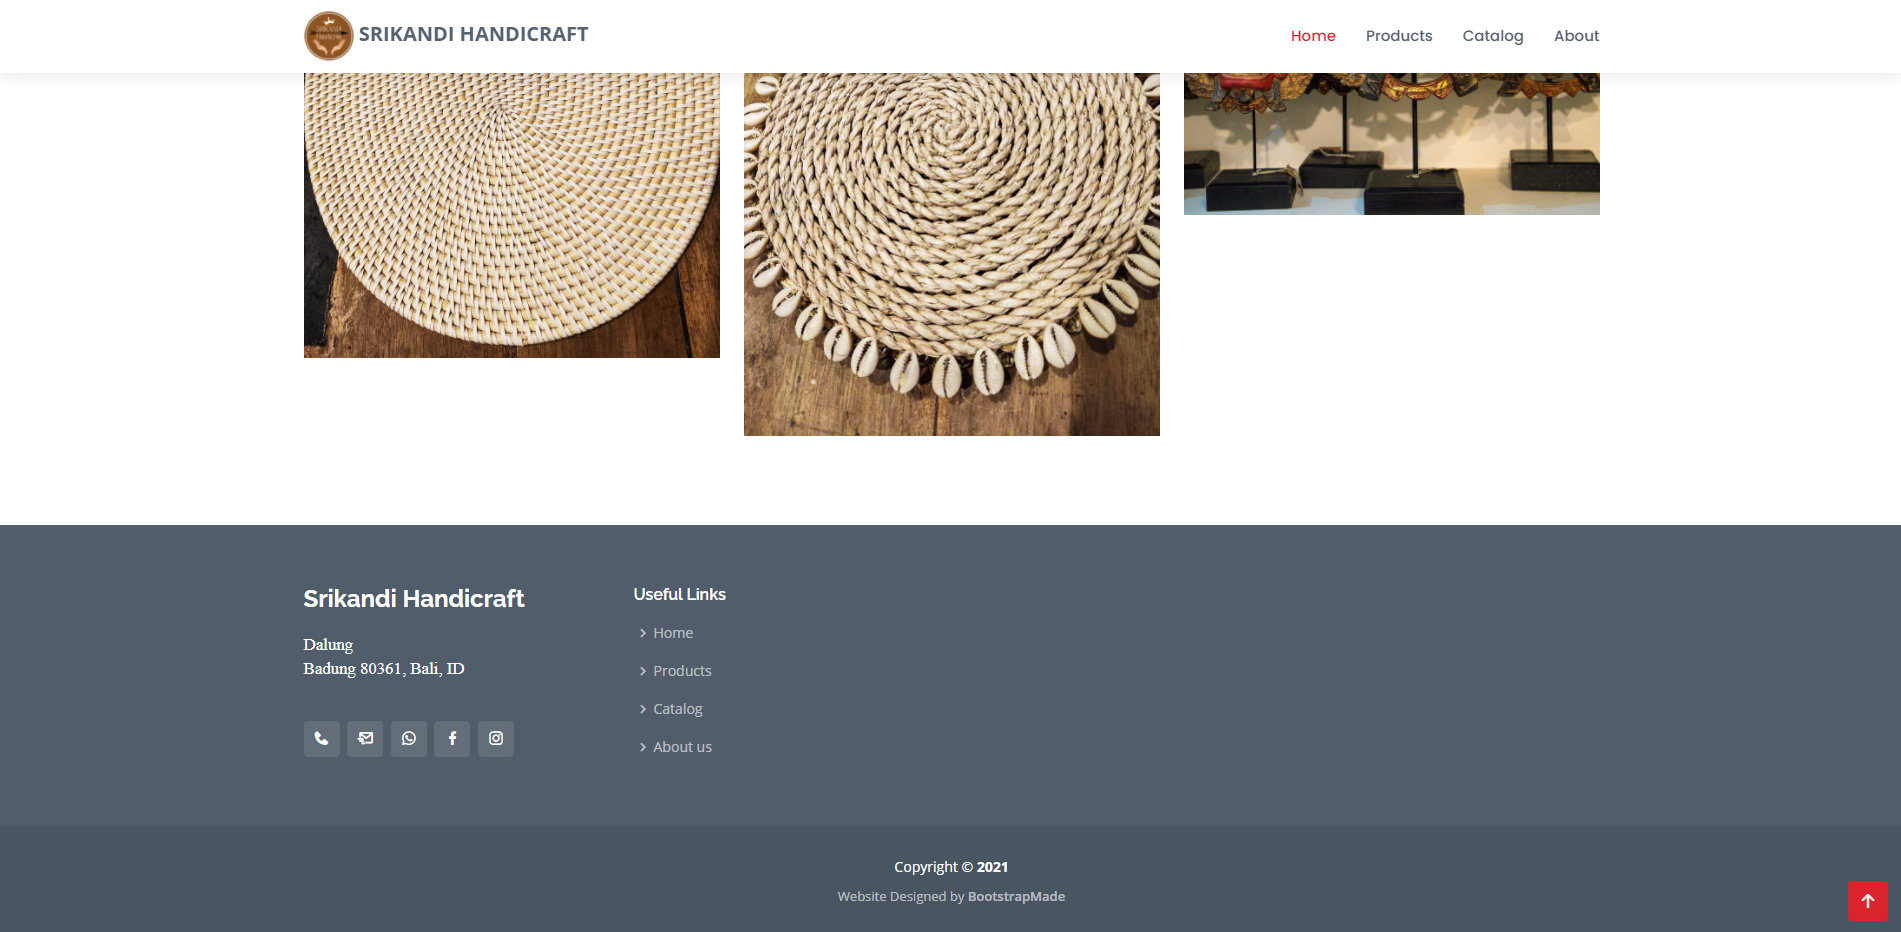 SRIKANDI HANDICRAFT
Home
Products
Catalog
About
Srikandi Handicraft
Dalung
Badung 80361, Bali, ID
Useful Links
Home
Products
Catalog
About us
Copyright © 2021
Website Designed by BootstrapMade